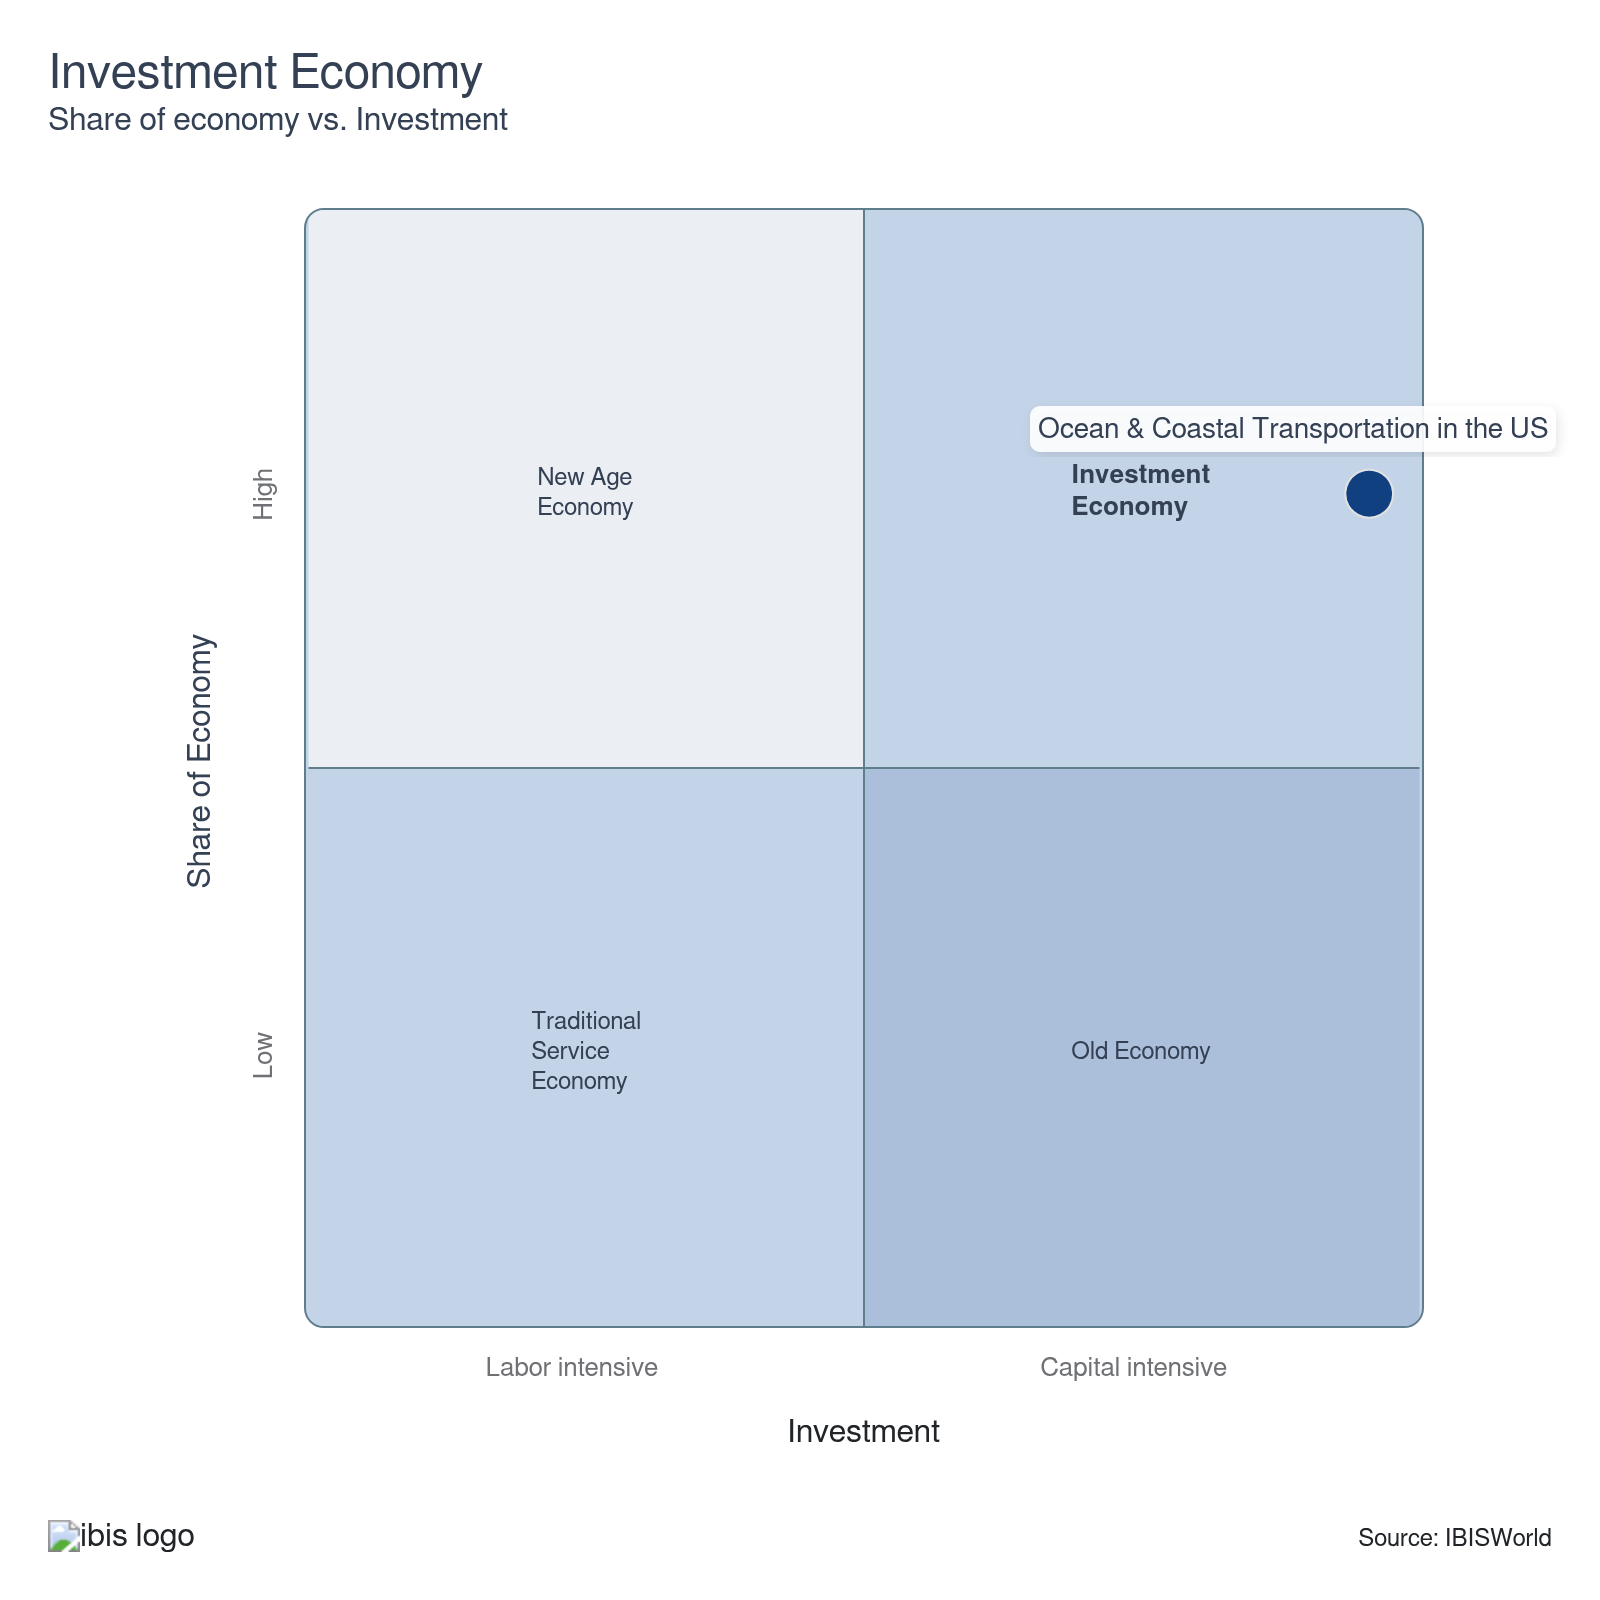 Investment Economy
Share of economy vs. Investment
Ocean & Coastal Transportation in the US
New Age
Economy
Investment
Economy
High
Share of Economy
Traditional
Service
Economy
Old Economy
Low
Labor intensive
Capital intensive
Investment
ibis logo
Source: IBISWorld